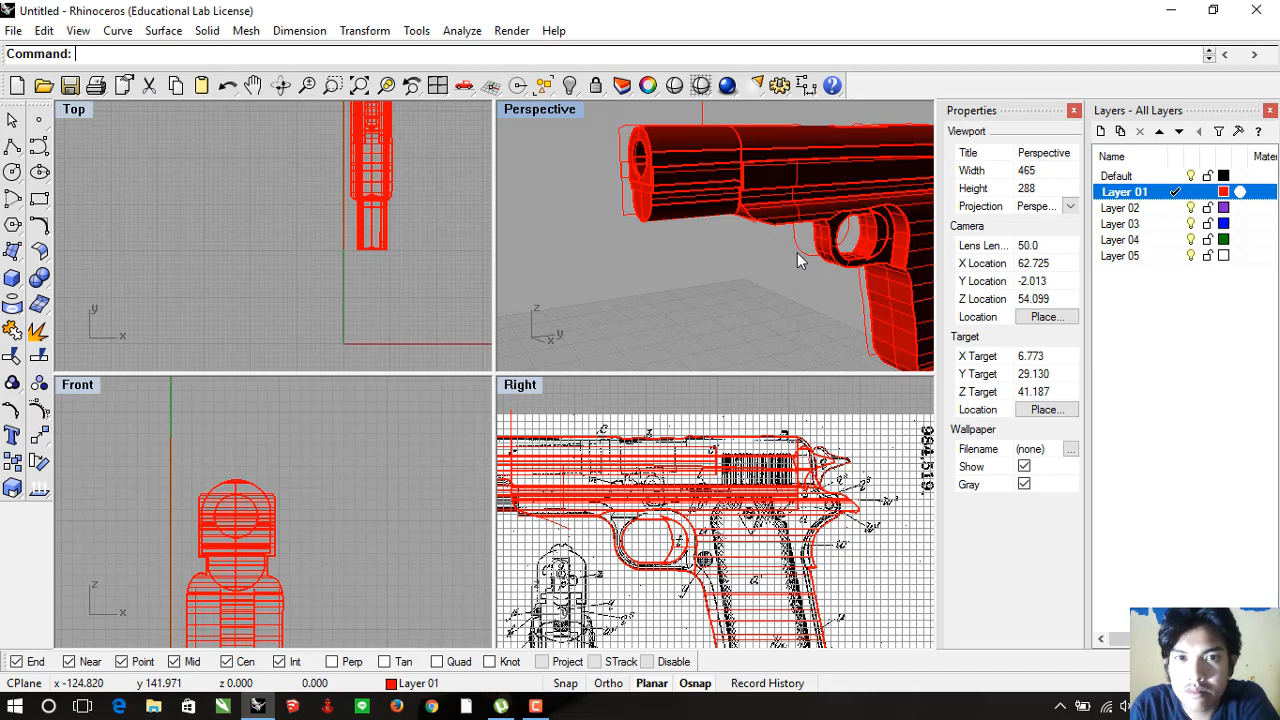 Untitled - Rhinoceros (Educational Lab License)
File Edit View Curve Surface Solid Mesh Dimension Transform Tools Analyze Render Help
Command:
Top
Perspective
Properties
Layers - All Layers
Viewport
Title Perspective
Width 465
Height 288
Projection Perspe...
Camera
Lens Len... 50.0
X Location 62.725
Y Location -2.013
Z Location 54.099
Location Place...
Target
X Target 6.773
Y Target 29.130
Z Target 41.187
Location Place...
Wallpaper
Filename (none) ...
Show
Gray
Name Mater
Default
Layer 01
Layer 02
Layer 03
Layer 04
Layer 05
y
x
z
y
x
Front
Right
984,519.
z
x
End Near Point Mid Cen Int Perp Tan Quad Knot Project STrack Disable
CPlane x -124.820 y 141.971 z 0.000 0.000 Layer 01 Snap Ortho Planar Osnap Record History